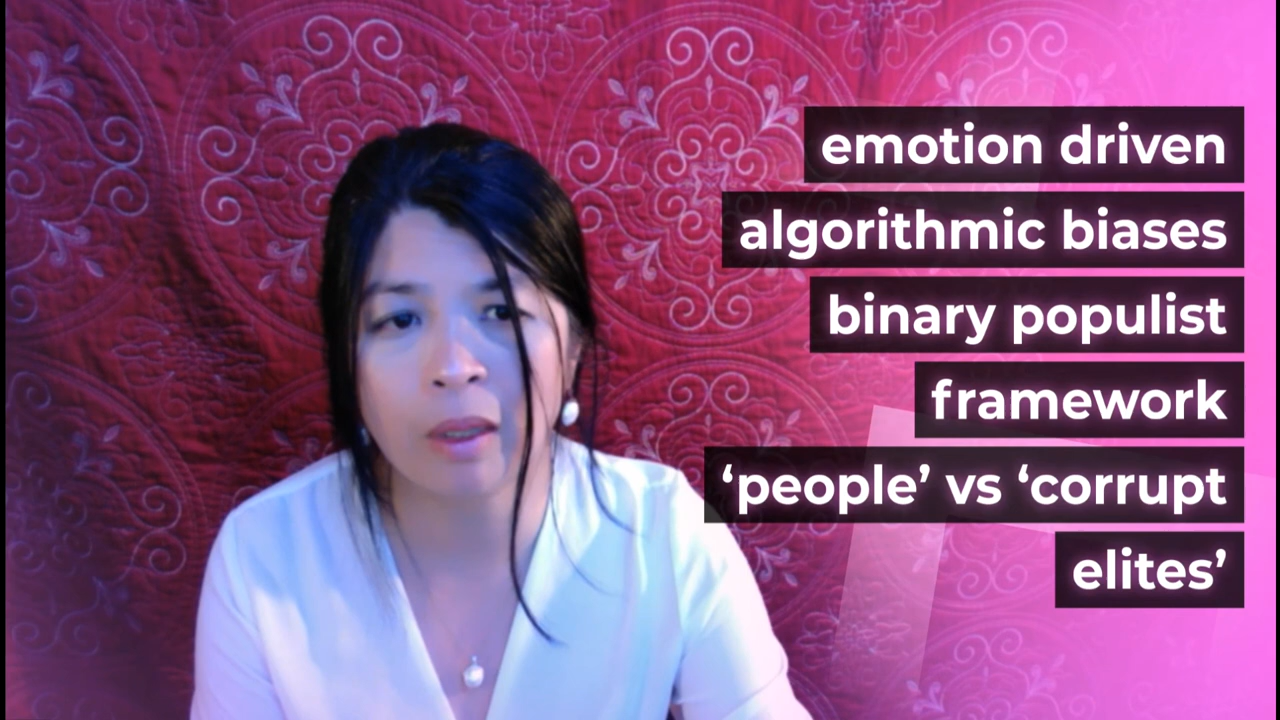 emotion driven
algorithmic biases
binary populist
framework
‘people’ vs ‘corrupt
elites’